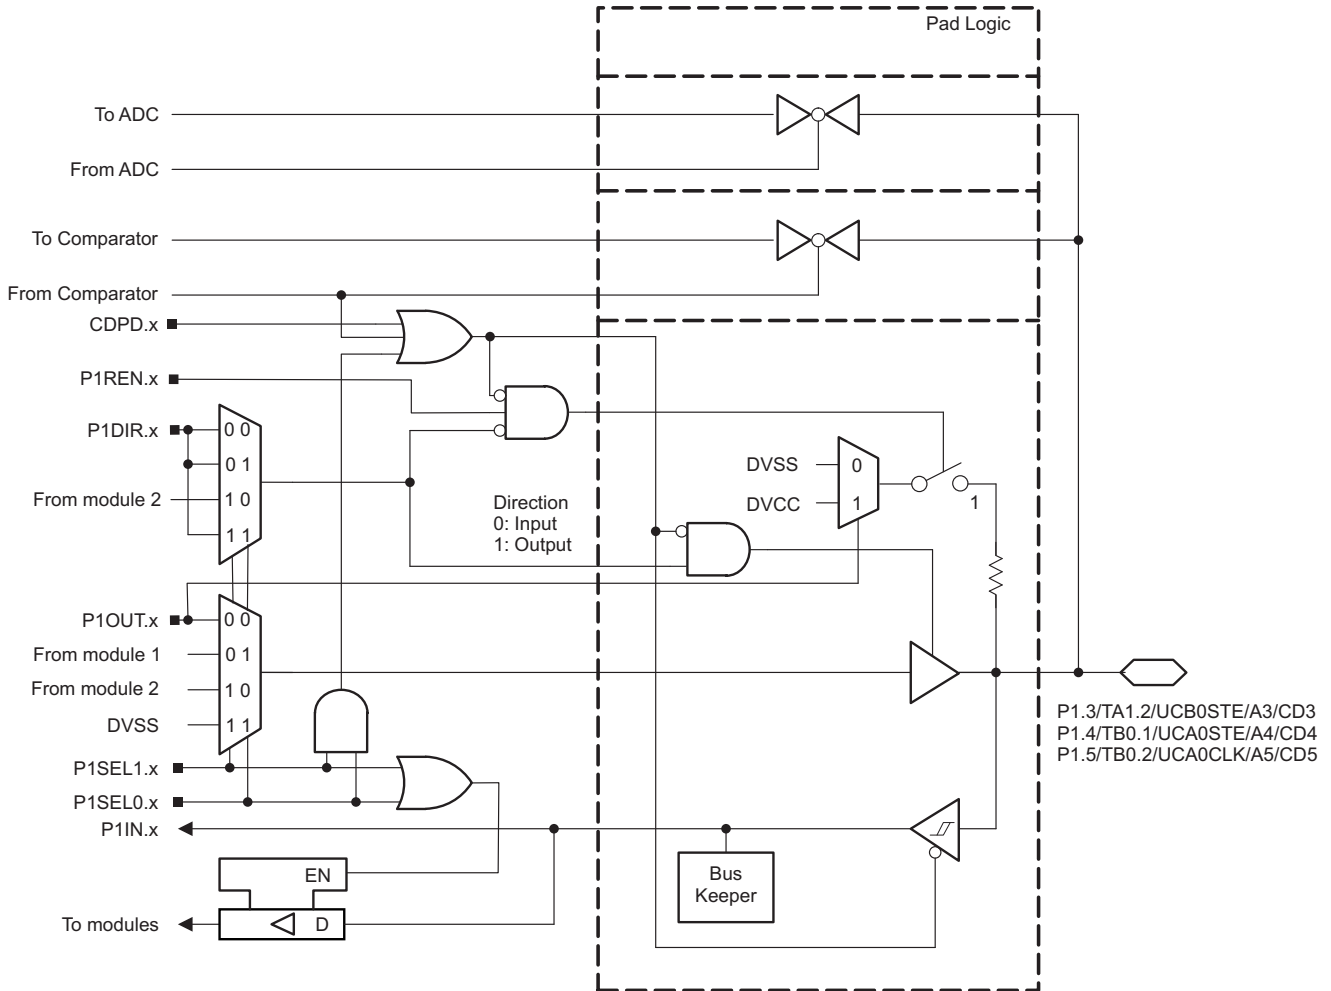 Pad Logic
To ADC
From ADC
To Comparator
From Comparator
CDPD.x
P1REN.x
P1DIR.x
0 0
0 1
From module 2
1 0
1 1
Direction
0: Input
1: Output
DVSS
0
DVCC
1
1
P1OUT.x
0 0
From module 1
0 1
From module 2
1 0
DVSS
1 1
P1.3/TA1.2/UCB0STE/A3/CD3
P1.4/TB0.1/UCA0STE/A4/CD4
P1.5/TB0.2/UCA0CLK/A5/CD5
P1SEL1.x
P1SEL0.x
P1IN.x
Bus
Keeper
EN
To modules
D